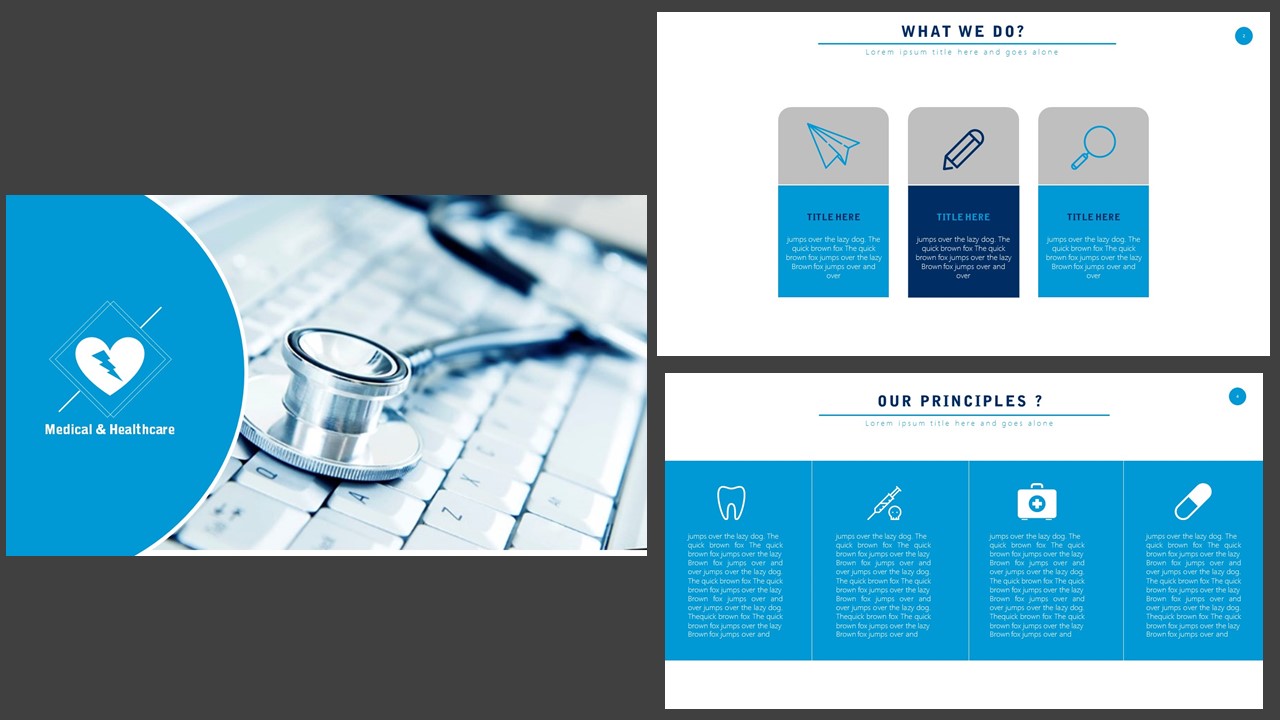 Medical & Healthcare
WHAT WE DO?
Lorem ipsum title here and goes alone
TITLE HERE
jumps over the lazy dog. The
quick brown fox The quick
brown fox jumps over the lazy
Brown fox jumps over and
over
TITLE HERE
jumps over the lazy dog. The
quick brown fox The quick
brown fox jumps over the lazy
Brown fox jumps over and
over
TITLE HERE
jumps over the lazy dog. The
quick brown fox The quick
brown fox jumps over the lazy
Brown fox jumps over and
over
OUR PRINCIPLES ?
Lorem ipsum title here and goes alone
jumps over the lazy dog. The
quick brown fox The quick
brown fox jumps over the lazy
Brown fox jumps over and
over jumps over the lazy dog.
The quick brown fox The quick
brown fox jumps over the lazy
Brown fox jumps over and
over jumps over the lazy dog.
Thequick brown fox The quick
brown fox jumps over the lazy
Brown fox jumps over and
jumps over the lazy dog. The
quick brown fox The quick
brown fox jumps over the lazy
Brown fox jumps over and
over jumps over the lazy dog.
The quick brown fox The quick
brown fox jumps over the lazy
Brown fox jumps over and
over jumps over the lazy dog.
Thequick brown fox The quick
brown fox jumps over the lazy
Brown fox jumps over and
jumps over the lazy dog. The
quick brown fox The quick
brown fox jumps over the lazy
Brown fox jumps over and
over jumps over the lazy dog.
The quick brown fox The quick
brown fox jumps over the lazy
Brown fox jumps over and
over jumps over the lazy dog.
Thequick brown fox The quick
brown fox jumps over the lazy
Brown fox jumps over and
jumps over the lazy dog. The
quick brown fox The quick
brown fox jumps over the lazy
Brown fox jumps over and
over jumps over the lazy dog.
The quick brown fox The quick
brown fox jumps over the lazy
Brown fox jumps over and
over jumps over the lazy dog.
Thequick brown fox The quick
brown fox jumps over the lazy
Brown fox jumps over and